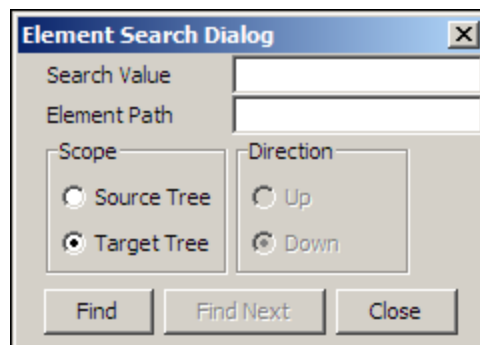 Element Search Dialog
Search Value
Element Path
Scope
Direction
Source Tree
Up
Target Tree
Down
Find
Find Next
Close